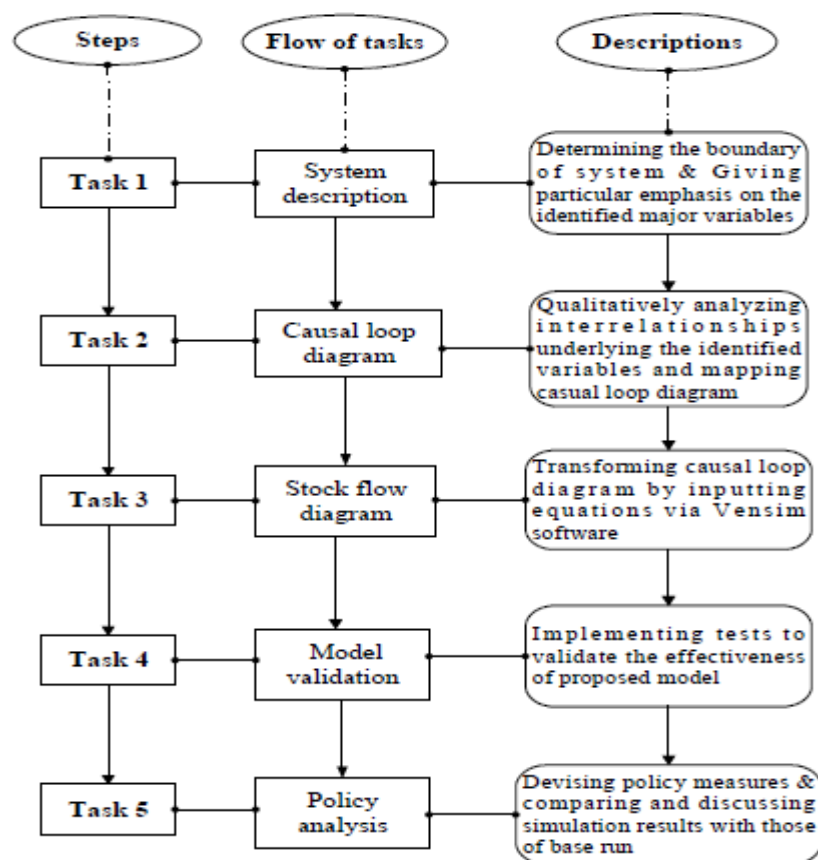 Steps
Flow of tasks
Descriptions
Task 1
System
description
Determining the boundary
of system & Giving
particular emphasis on the
identified major variables
Task 2
Causal loop
diagram
Qualitatively analyzing
interrelationships
underlying the identified
variables and mapping
casual loop diagram
Task 3
Stock flow
diagram
Transforming causal loop
diagram by inputting
equations via Vensim
software
Task 4
Model
validation
Implementing tests to
validate the effectiveness
of proposed model
Task 5
Policy
analysis
Devising policy measures &
comparing and discussing
simulation results with those
of base run